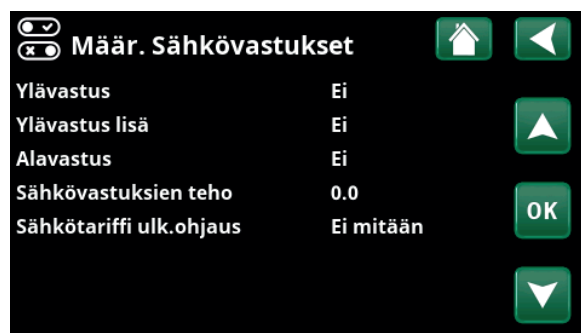 Määr. Sähkövastukset
Ylävastus Ei
Ylävastus lisä Ei
Alavastus Ei
Sähkövastuksien teho 0.0
Sähkötariffi ulk.ohjaus Ei mitään
OK